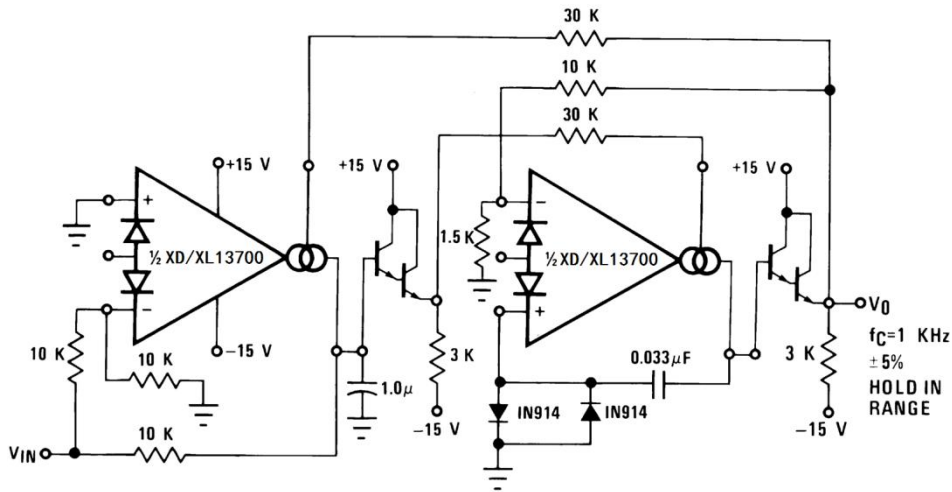 30 K
10 K
30 K
+15 V
+15 V
+15 V
+
−
1.5 K
½ XD/XL13700
½ XD/XL13700
−
+
−15 V
10 K
10 K
3 K
0.033μF
3 K
VO
fC=1 KHz
±5%
HOLD IN
RANGE
1.0μ
IN914
IN914
−15 V
−15 V
10 K
VIN